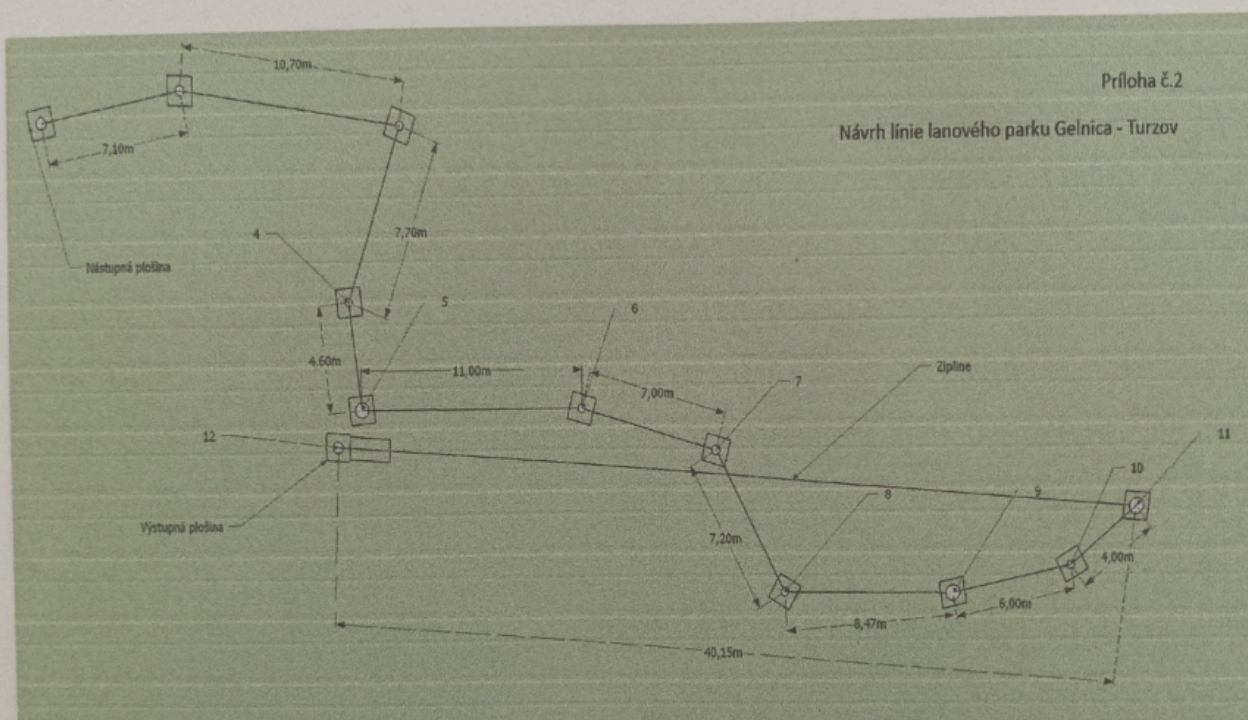 10,70m
Príloha č.2
Návrh línie lanového parku Gelnica - Turzov
7,10m
4
7,70m
Nástupná plošina
5
6
4.60m
11,00m
7,00m
7
Zipline
12
11
10
8
9
Výstupná plošina
7,20m
4,00m
6,00m
8,47m
40,15m